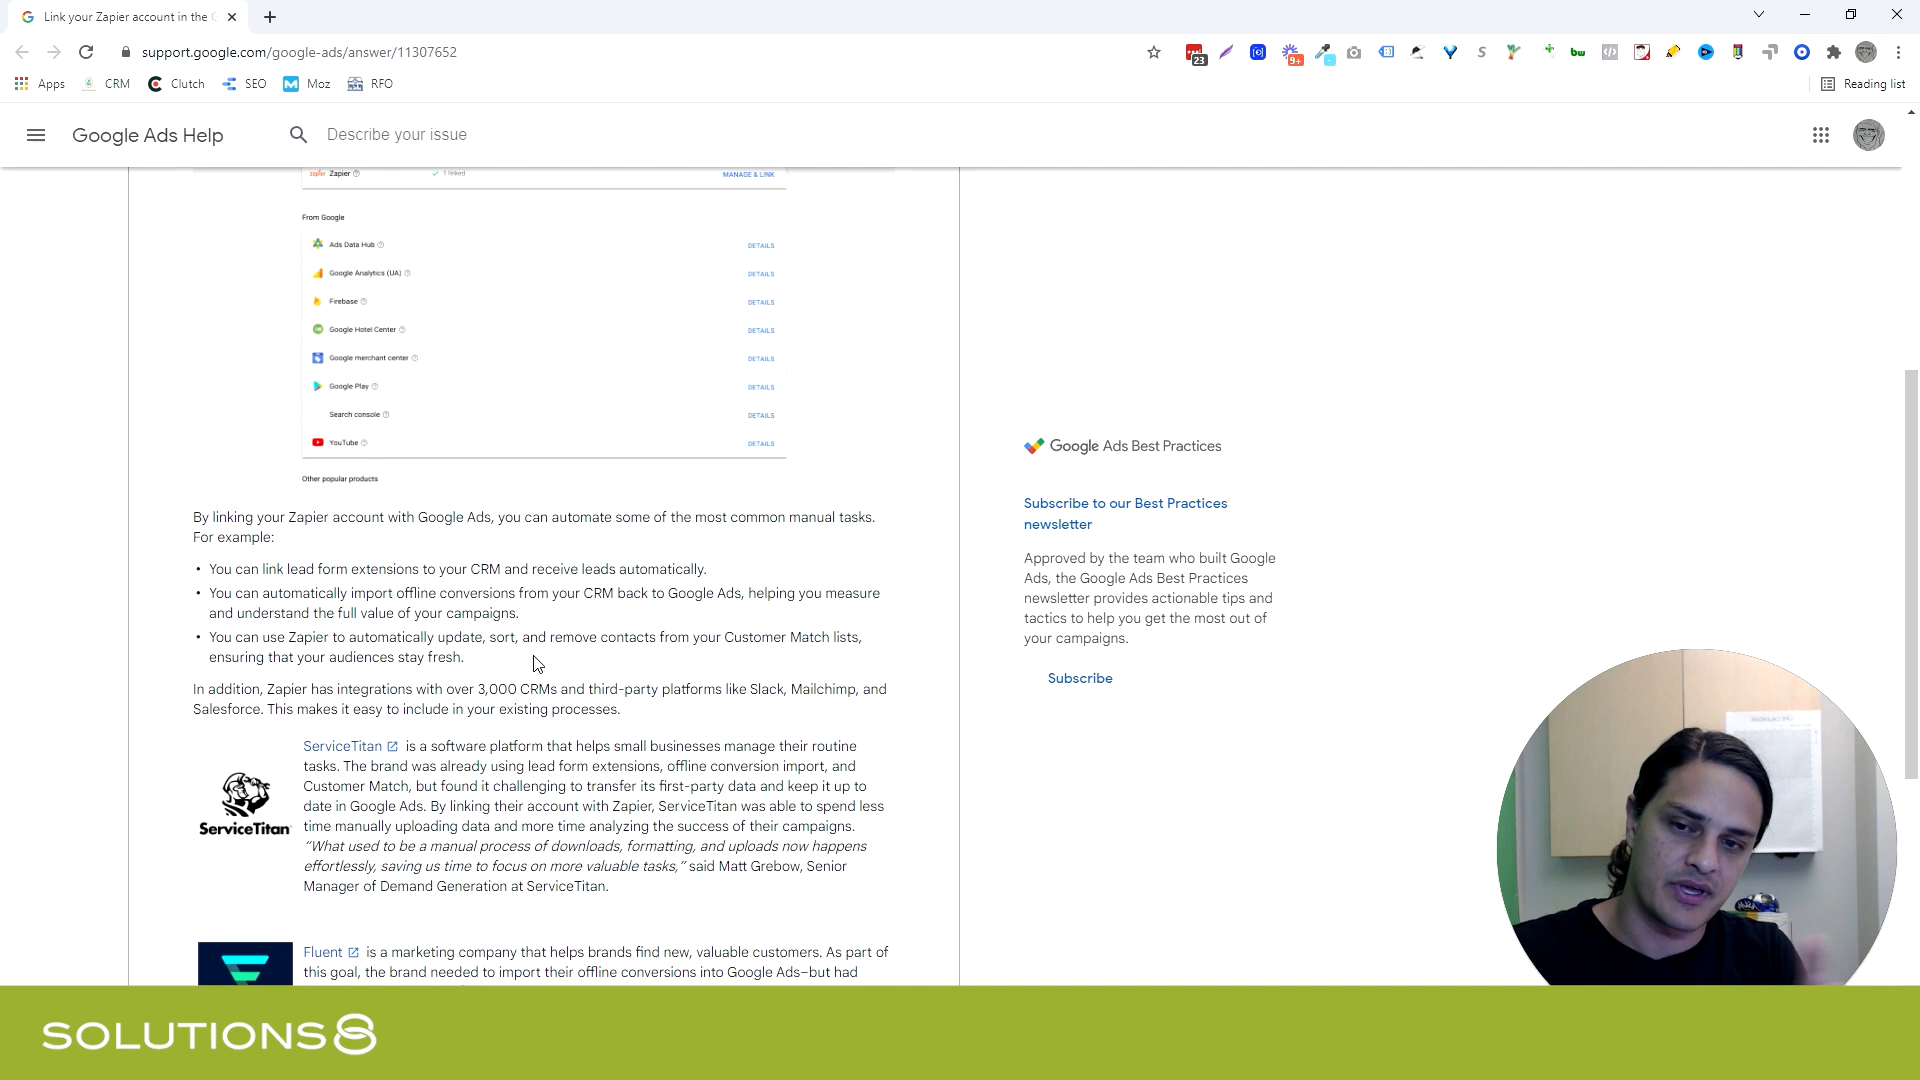 Link your Zapier account in the G
support.google.com/google-ads/answer/11307652
23
9+
bw
Apps
CRM
Clutch
SEO
Moz
RFO
Reading list
Google Ads Help
Describe your issue
zapier Zapier
1 linked
MANAGE & LINK
From Google
Ads Data Hub
DETAILS
Google Analytics (UA)
DETAILS
Firebase
DETAILS
Google Hotel Center
DETAILS
Google merchant center
DETAILS
Google Play
DETAILS
Search console
DETAILS
YouTube
DETAILS
Other popular products
By linking your Zapier account with Google Ads, you can automate some of the most common manual tasks.
For example:
• You can link lead form extensions to your CRM and receive leads automatically.
• You can automatically import offline conversions from your CRM back to Google Ads, helping you measure
and understand the full value of your campaigns.
• You can use Zapier to automatically update, sort, and remove contacts from your Customer Match lists,
ensuring that your audiences stay fresh.
In addition, Zapier has integrations with over 3,000 CRMs and third-party platforms like Slack, Mailchimp, and
Salesforce. This makes it easy to include in your existing processes.
ServiceTitan
ServiceTitan is a software platform that helps small businesses manage their routine
tasks. The brand was already using lead form extensions, offline conversion import, and
Customer Match, but found it challenging to transfer its first-party data and keep it up to
date in Google Ads. By linking their account with Zapier, ServiceTitan was able to spend less
time manually uploading data and more time analyzing the success of their campaigns.
“What used to be a manual process of downloads, formatting, and uploads now happens
effortlessly, saving us time to focus on more valuable tasks,” said Matt Grebow, Senior
Manager of Demand Generation at ServiceTitan.
Fluent is a marketing company that helps brands find new, valuable customers. As part of
this goal, the brand needed to import their offline conversions into Google Ads–but had
Google Ads Best Practices
Subscribe to our Best Practices
newsletter
Approved by the team who built Google
Ads, the Google Ads Best Practices
newsletter provides actionable tips and
tactics to help you get the most out of
your campaigns.
Subscribe
SOLUTIONS8